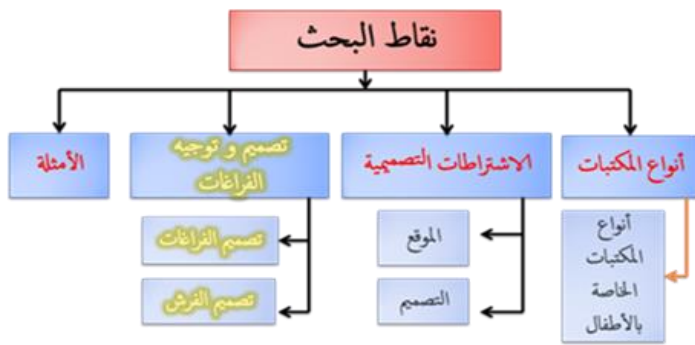 نقاط البحث
أنواع المكتبات
الاشتراطات التصميمية
تصميم و توجيه
الفراغات
الأمثلة
أنواع
المكتبات
الخاصة
بالأطفال
الموقع
التصميم
تصميم الفراغات
تصميم الفرش